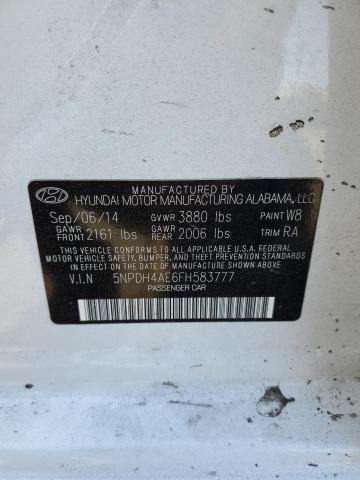 MANUFACTURED BY
HYUNDAI MOTOR MANUFACTURING ALABAMA, LLC
Sep/06/14 GVWR 3880 lbs PAINT W8
GAWR FRONT 2161 lbs GAWR REAR 2006 lbs TRIM RA
THIS VEHICLE CONFORMS TO ALL APPLICABLE U.S.A. FEDERAL
MOTOR VEHICLE SAFETY, BUMPER, AND THEFT PREVENTION
STANDARDS IN EFFECT ON THE DATE OF MANUFACTURE SHOWN ABOVE.
V.I.N 5NPDH4AE6FH583777
PASSENGER CAR